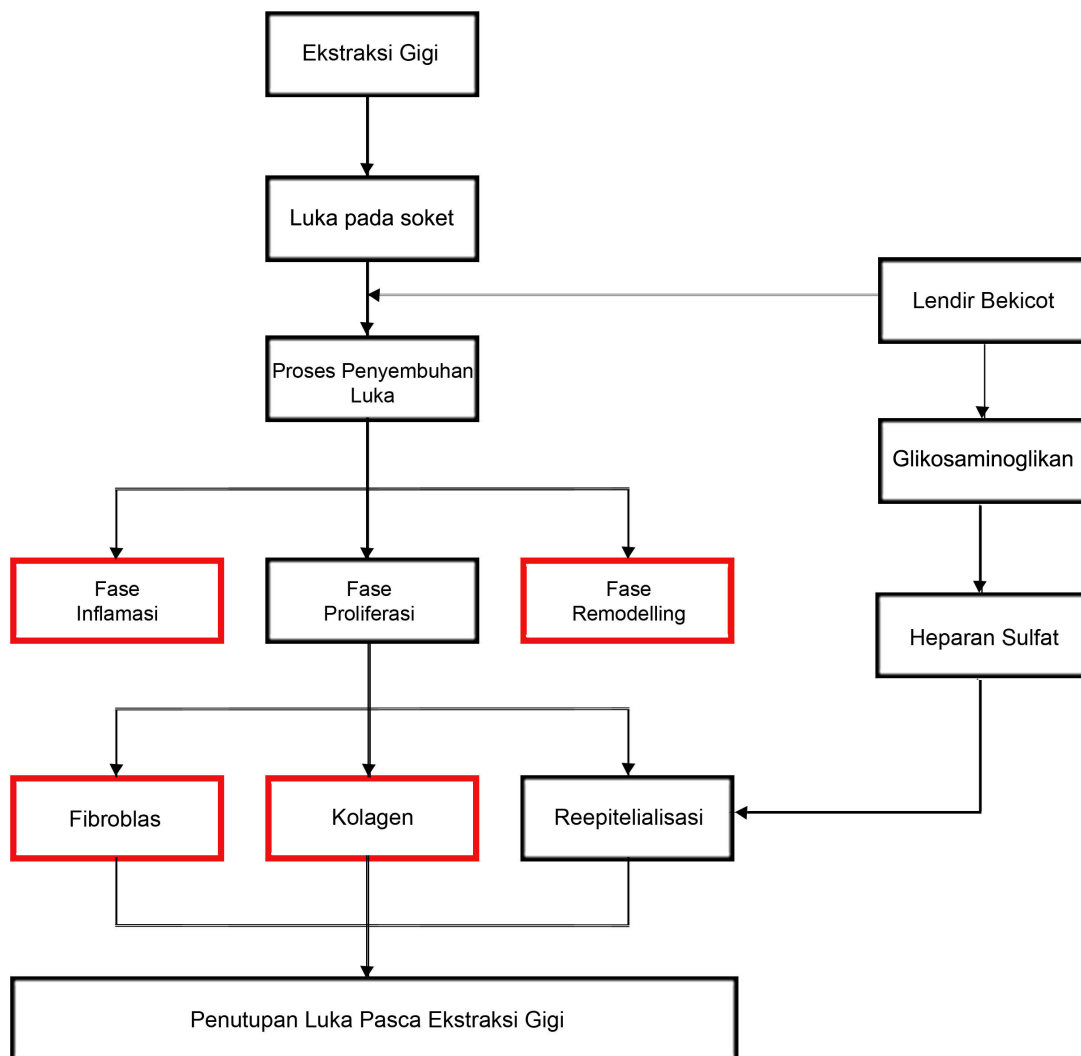 Ekstraksi Gigi
Luka pada soket
Lendir Bekicot
Proses Penyembuhan
Luka
Glikosaminoglikan
Fase
Inflamasi
Fase
Proliferasi
Fase
Remodelling
Heparan Sulfat
Fibroblas
Kolagen
Reepitelialisasi
Penutupan Luka Pasca Ekstraksi Gigi